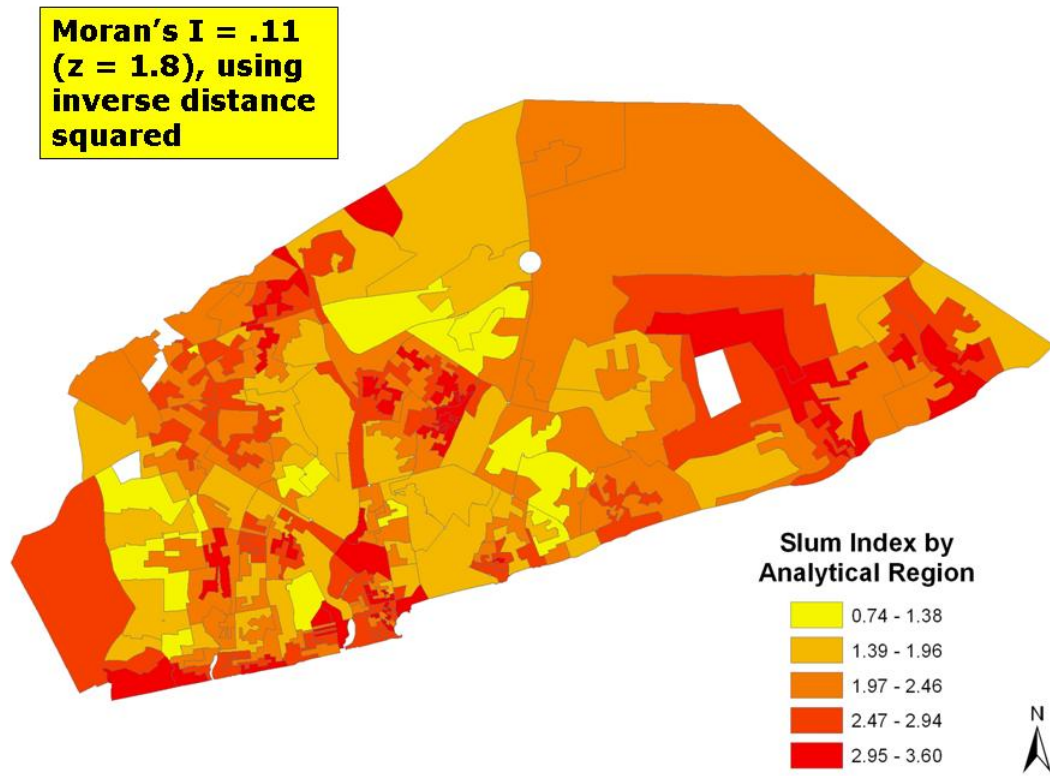 Moran's I = .11
(z = 1.8), using
inverse distance
squared
Slum Index by
Analytical Region
0.74 - 1.38
1.39 - 1.96
1.97 - 2.46
2.47 - 2.94
2.95 - 3.60
N